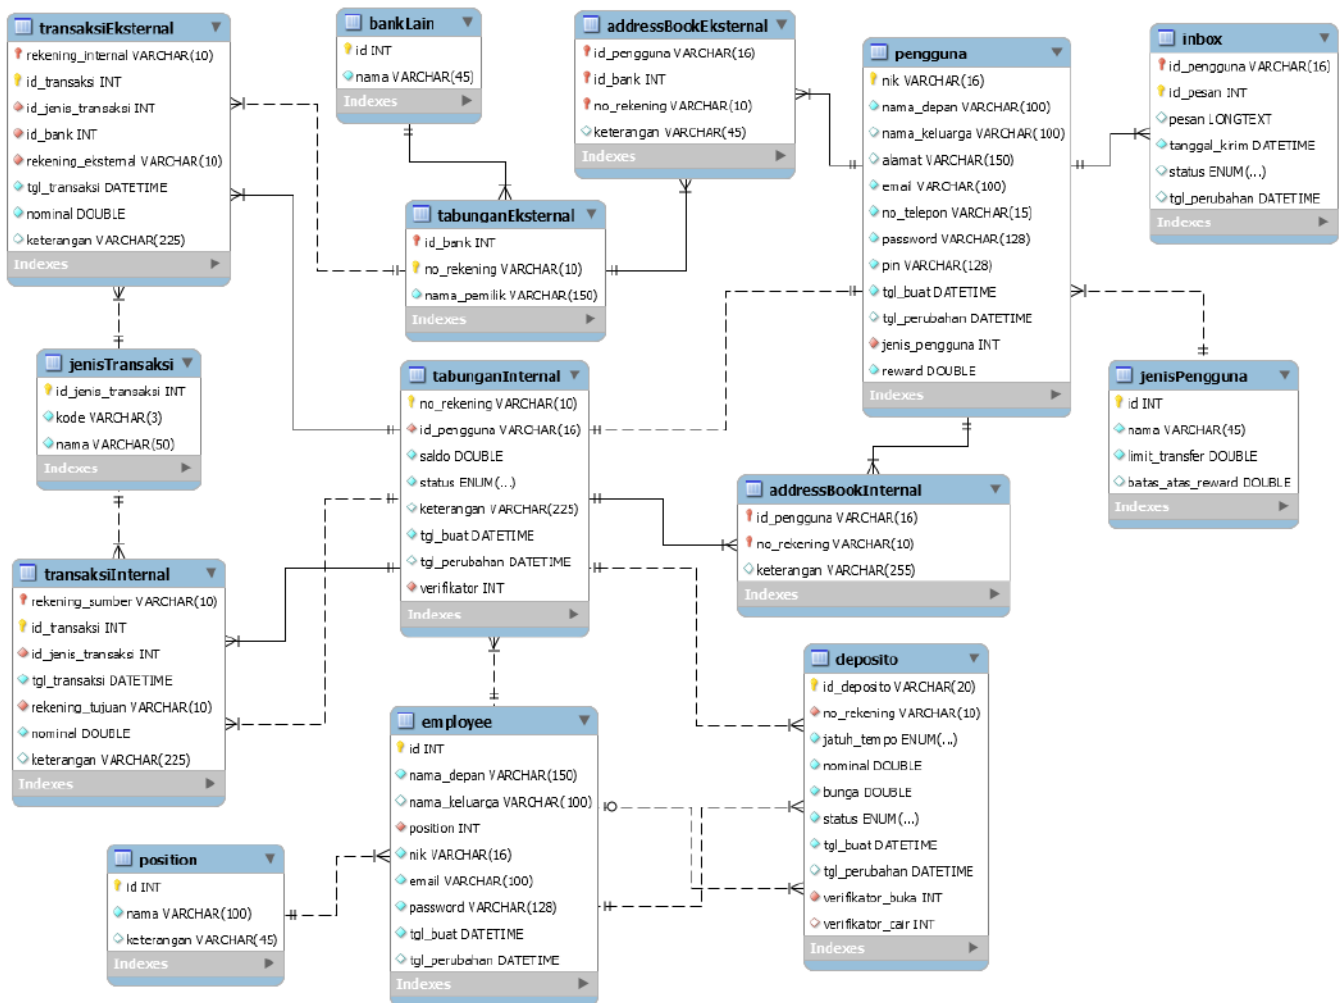 transaksiEksternal
rekening_internal VARCHAR(10)
id_transaksi INT
id_jenis_transaksi INT
id_bank INT
rekening_eksternal VARCHAR(10)
tgl_transaksi DATETIME
nominal DOUBLE
keterangan VARCHAR(225)
Indexes
bankLain
id INT
nama VARCHAR(45)
Indexes
addressBookEksternal
id_pengguna VARCHAR(16)
id_bank INT
no_rekening VARCHAR(10)
keterangan VARCHAR(45)
Indexes
pengguna
nik VARCHAR(16)
nama_depan VARCHAR(100)
nama_keluarga VARCHAR(100)
alamat VARCHAR(150)
email VARCHAR(100)
no_telepon VARCHAR(15)
password VARCHAR(128)
pin VARCHAR(128)
tgl_buat DATETIME
tgl_perubahan DATETIME
jenis_pengguna INT
reward DOUBLE
Indexes
inbox
id_pengguna VARCHAR(16)
id_pesan INT
pesan LONGTEXT
tanggal_kirim DATETIME
status ENUM(...)
tgl_perubahan DATETIME
Indexes
tabunganEksternal
id_bank INT
no_rekening VARCHAR(10)
nama_pemilik VARCHAR(150)
Indexes
jenisTransaksi
id_jenis_transaksi INT
kode VARCHAR(3)
nama VARCHAR(50)
Indexes
tabunganInternal
no_rekening VARCHAR(10)
id_pengguna VARCHAR(16)
saldo DOUBLE
status ENUM(...)
keterangan VARCHAR(225)
tgl_buat DATETIME
tgl_perubahan DATETIME
verifikator INT
Indexes
jenisPengguna
id INT
nama VARCHAR(45)
limit_transfer DOUBLE
batas_atas_reward DOUBLE
Indexes
addressBookInternal
id_pengguna VARCHAR(16)
no_rekening VARCHAR(10)
keterangan VARCHAR(255)
Indexes
transaksiInternal
rekening_sumber VARCHAR(10)
id_transaksi INT
id_jenis_transaksi INT
tgl_transaksi DATETIME
rekening_tujuan VARCHAR(10)
nominal DOUBLE
keterangan VARCHAR(225)
Indexes
deposito
id_deposito VARCHAR(20)
no_rekening VARCHAR(10)
jatuh_tempo ENUM(...)
nominal DOUBLE
bunga DOUBLE
status ENUM(...)
tgl_buat DATETIME
tgl_perubahan DATETIME
verifikator_buka INT
verifikator_cair INT
Indexes
employee
id INT
nama_depan VARCHAR(150)
nama_keluarga VARCHAR(100)
position INT
nik VARCHAR(16)
email VARCHAR(100)
password VARCHAR(128)
tgl_buat DATETIME
tgl_perubahan DATETIME
Indexes
position
id INT
nama VARCHAR(100)
keterangan VARCHAR(45)
Indexes